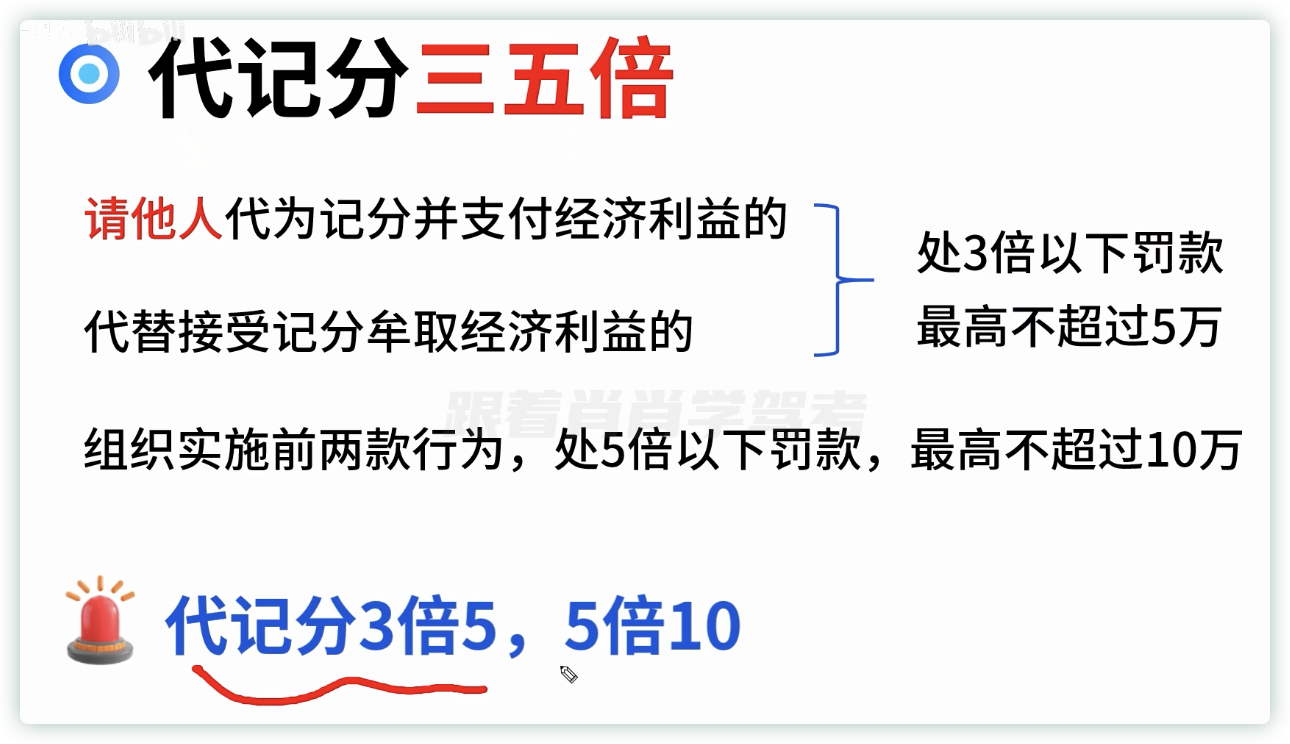 bilibili
代记分三五倍
请他人代为记分并支付经济利益的
代替接受记分牟取经济利益的
处3倍以下罚款
最高不超过5万
跟着肖肖学驾考
组织实施前两款行为，处5倍以下罚款，最高不超过10万
代记分3倍5，5倍10